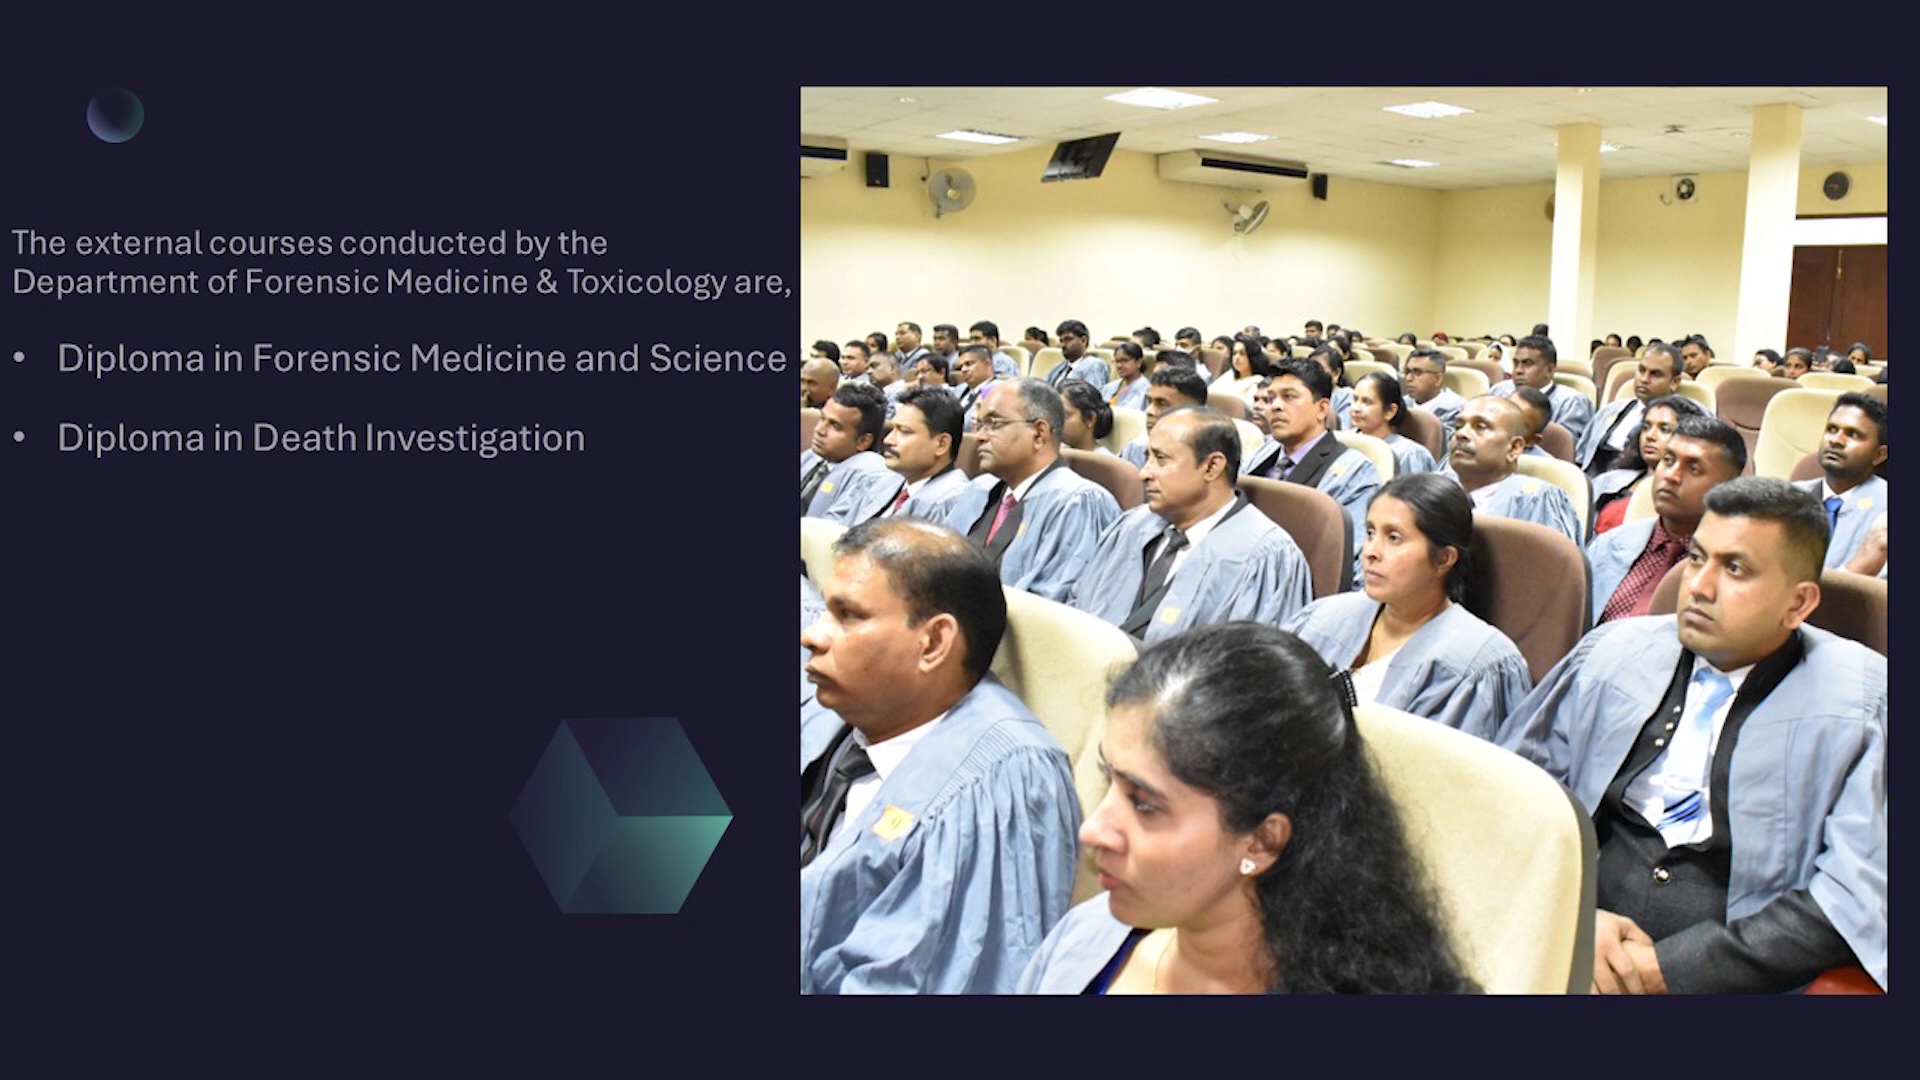 The external courses conducted by the
Department of Forensic Medicine & Toxicology are,
• Diploma in Forensic Medicine and Science
• Diploma in Death Investigation